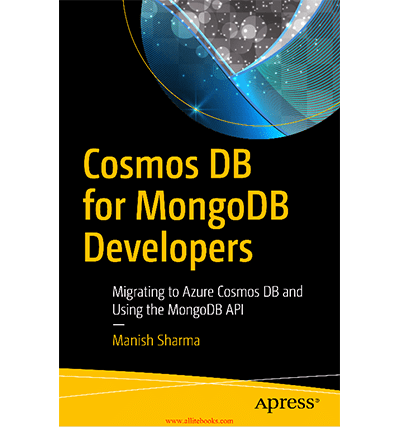 Cosmos DB
for MongoDB
Developers
Migrating to Azure Cosmos DB and
Using the MongoDB API
—
Manish Sharma
Apress®
www.allitebooks.com